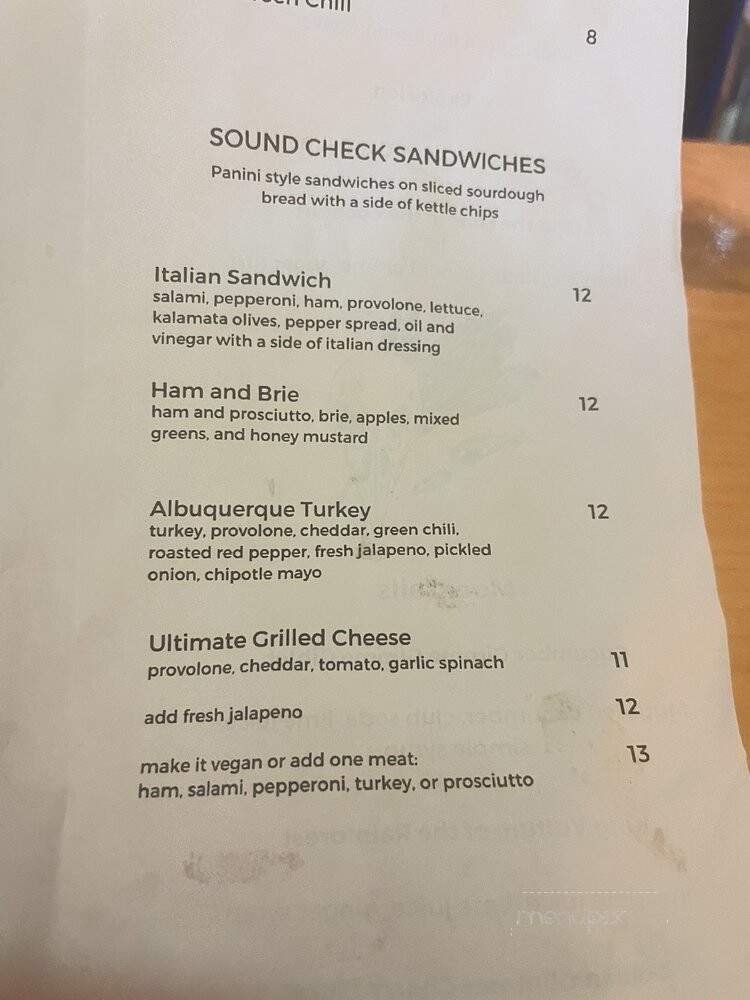 Chili
8
SOUND CHECK SANDWICHES
Panini style sandwiches on sliced sourdough
bread with a side of kettle chips
Italian Sandwich 12
salami, pepperoni, ham, provolone, lettuce,
kalamata olives, pepper spread, oil and
vinegar with a side of italian dressing
Ham and Brie 12
ham and prosciutto, brie, apples, mixed
greens, and honey mustard
Albuquerque Turkey 12
turkey, provolone, cheddar, green chili,
roasted red pepper, fresh jalapeno, pickled
onion, chipotle mayo
Ultimate Grilled Cheese
provolone, cheddar, tomato, garlic spinach 11
add fresh jalapeno 12
make it vegan or add one meat: 13
ham, salami, pepperoni, turkey, or prosciutto
menupix